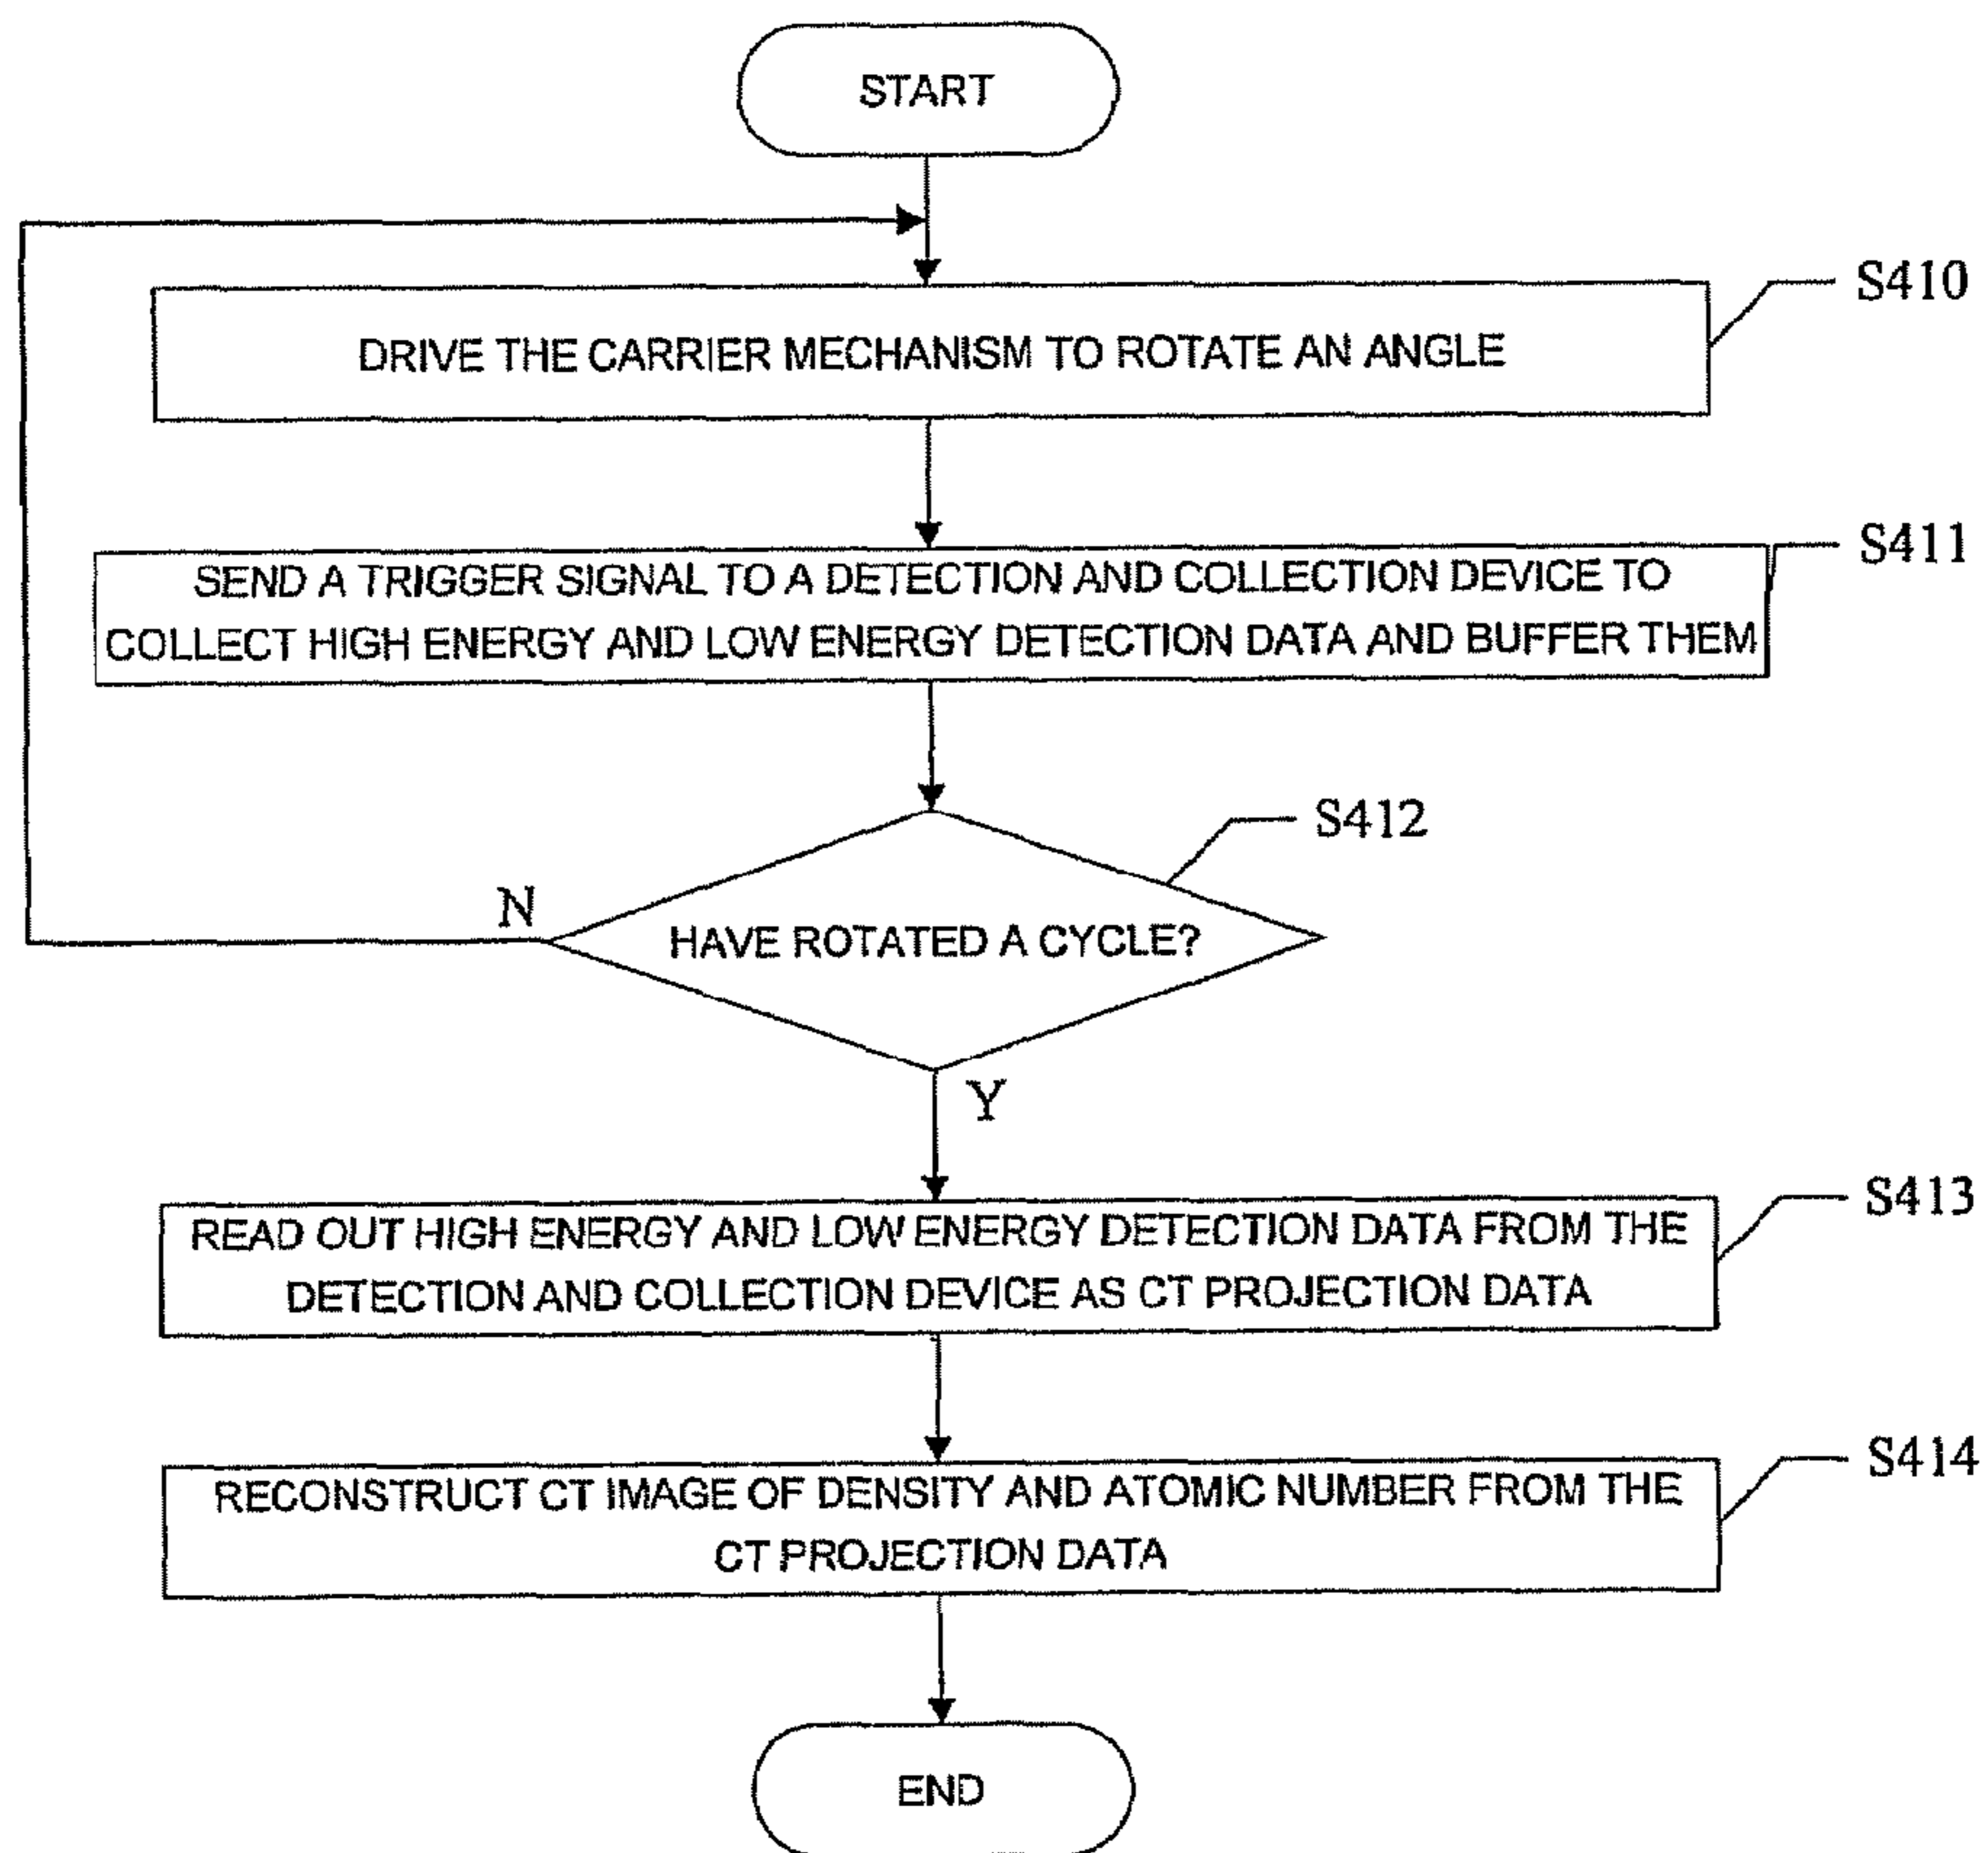 START
S410
DRIVE THE CARRIER MECHANISM TO ROTATE AN ANGLE
S411
SEND A TRIGGER SIGNAL TO A DETECTION AND COLLECTION DEVICE TO
COLLECT HIGH ENERGY AND LOW ENERGY DETECTION DATA AND BUFFER THEM
S412
N
HAVE ROTATED A CYCLE?
Y
S413
READ OUT HIGH ENERGY AND LOW ENERGY DETECTION DATA FROM THE
DETECTION AND COLLECTION DEVICE AS CT PROJECTION DATA
S414
RECONSTRUCT CT IMAGE OF DENSITY AND ATOMIC NUMBER FROM THE
CT PROJECTION DATA
END